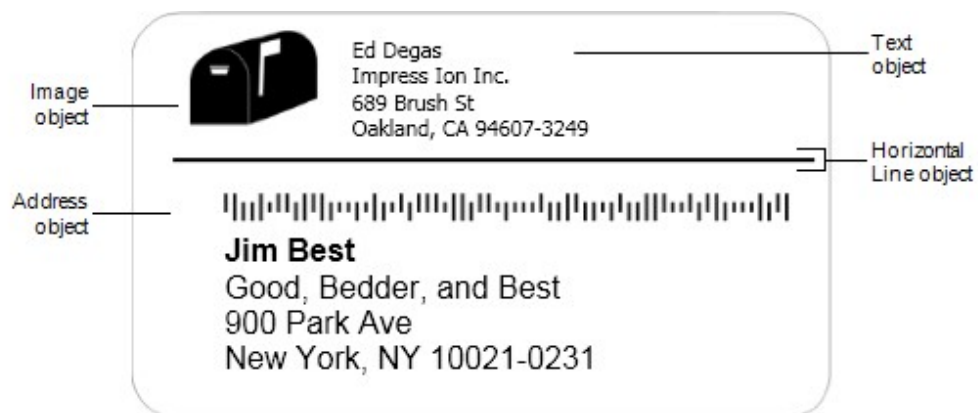 Ed Degas
Impress Ion Inc.
689 Brush St
Oakland, CA 94607-3249
Text
object
Image
object
Horizontal
Line object
Address
object
Jim Best
Good, Bedder, and Best
900 Park Ave
New York, NY 10021-0231